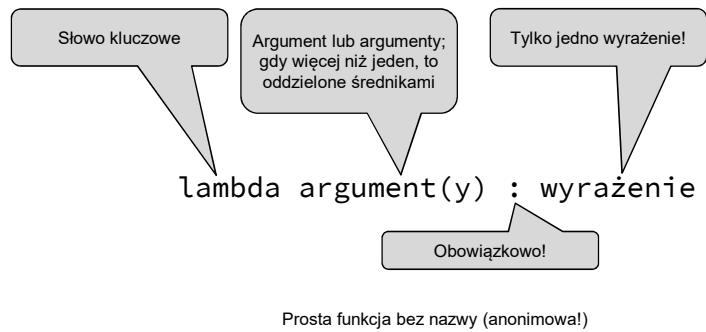 Słowo kluczowe
Argument lub argumenty;
gdy więcej niż jeden, to
oddzielone średnikami
Tylko jedno wyrażenie!
lambda argument(y) : wyrażenie
Obowiązkowo!
Prosta funkcja bez nazwy (anonimowa!)